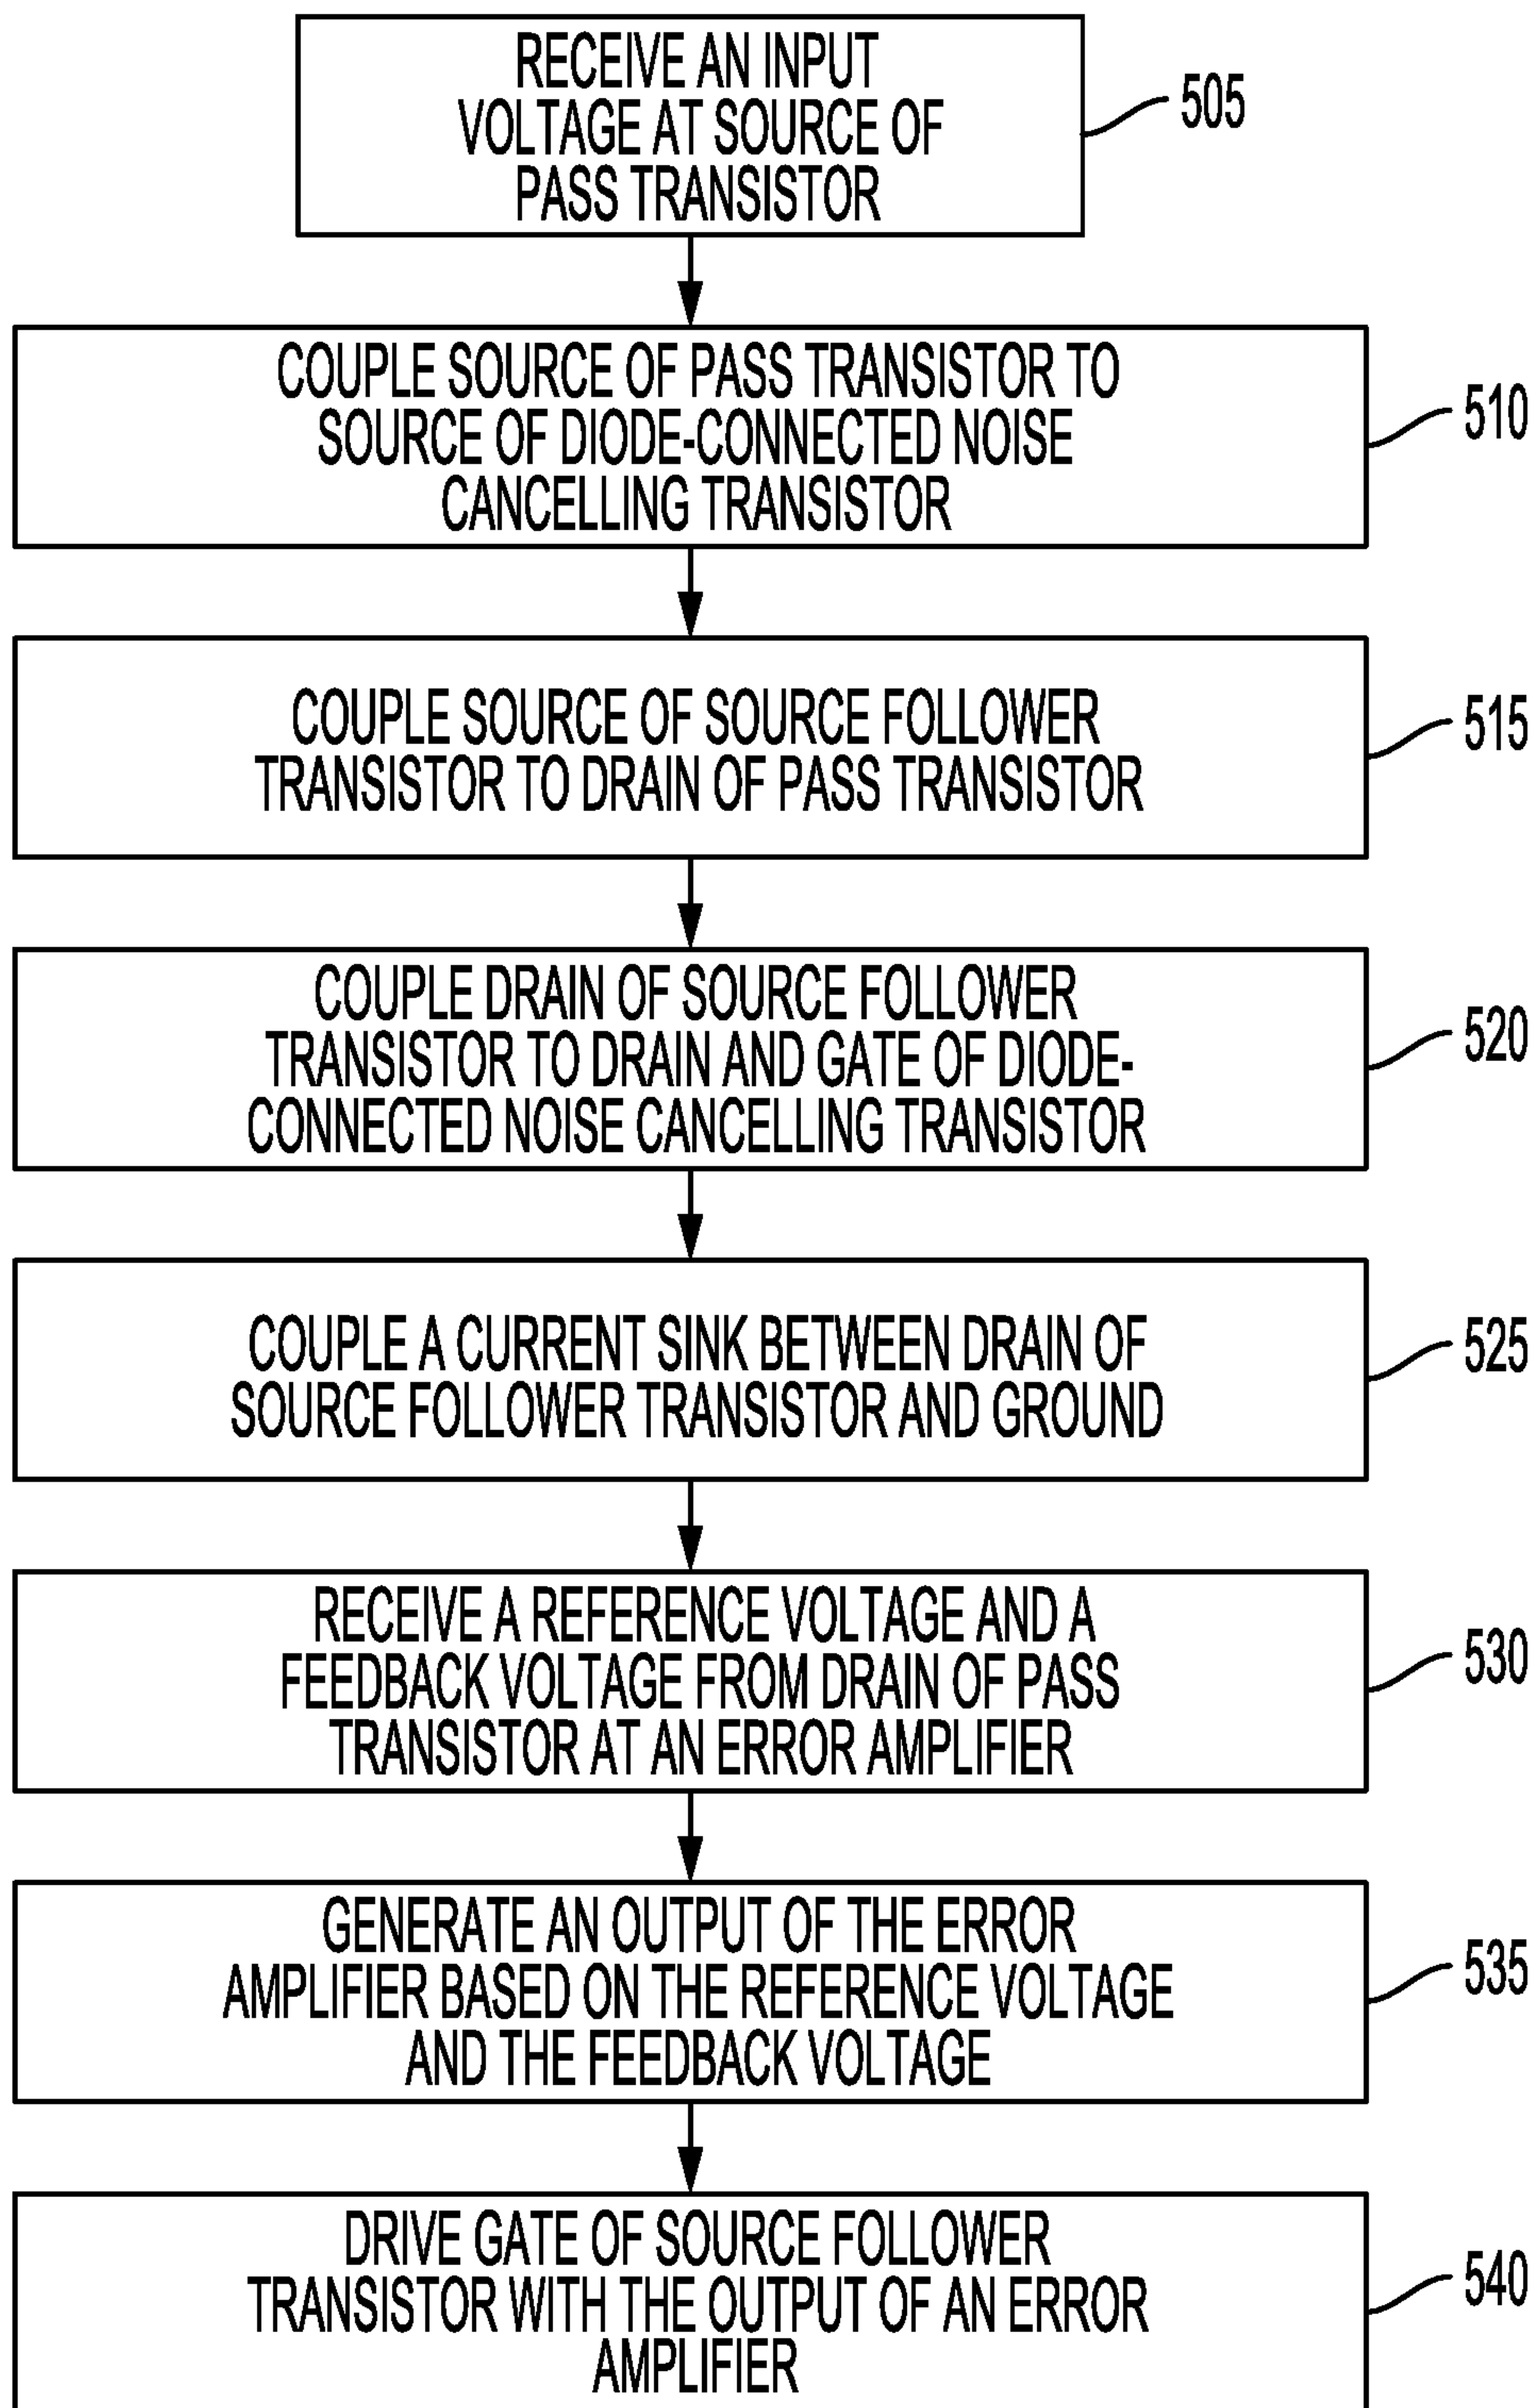 RECEIVE AN INPUT
VOLTAGE AT SOURCE OF
PASS TRANSISTOR
505
COUPLE SOURCE OF PASS TRANSISTOR TO
SOURCE OF DIODE-CONNECTED NOISE
CANCELLING TRANSISTOR
510
COUPLE SOURCE OF SOURCE FOLLOWER
TRANSISTOR TO DRAIN OF PASS TRANSISTOR
515
COUPLE DRAIN OF SOURCE FOLLOWER
TRANSISTOR TO DRAIN AND GATE OF DIODE-
CONNECTED NOISE CANCELLING TRANSISTOR
520
COUPLE A CURRENT SINK BETWEEN DRAIN OF
SOURCE FOLLOWER TRANSISTOR AND GROUND
525
RECEIVE A REFERENCE VOLTAGE AND A
FEEDBACK VOLTAGE FROM DRAIN OF PASS
TRANSISTOR AT AN ERROR AMPLIFIER
530
GENERATE AN OUTPUT OF THE ERROR
AMPLIFIER BASED ON THE REFERENCE VOLTAGE
AND THE FEEDBACK VOLTAGE
535
DRIVE GATE OF SOURCE FOLLOWER
TRANSISTOR WITH THE OUTPUT OF AN ERROR
AMPLIFIER
540